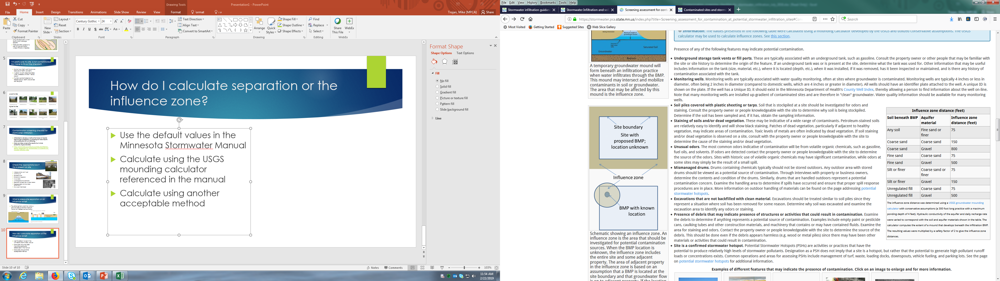 Drawing Tools
Presentation1 - PowerPoint
File Home Insert Design Transitions Animations Slide Show Review View Format
Trojan, Mike (MPCA) Share
Paste
Cut
Copy
Format Painter
Clipboard
New Slide
Layout
Reset
Section
Slides
Century Gothic 24
Font
Text Direction
Align Text
Convert to SmartArt
Paragraph
Arrange
Quick Styles
Shape Fill
Shape Outline
Shape Effects
Drawing
Find
Replace
Select
Editing
Share This File
WebEx
WebEx
5
6
7
Contamination screening checklist for stormwater infiltration
8
Check the appropriate box if this is present on site
9
What is adequate separation or an influence zone?
10
How do I calculate separation or the influence zone?
Use the default values in the Minnesota Stormwater Manual
Calculate using the USGS mounding calculator referenced in the manual
Calculate using another acceptable method
How do I calculate separation or the
influence zone?
Use the default values in the
Minnesota Stormwater Manual
Calculate using the USGS
mounding calculator
referenced in the manual
Calculate using another
acceptable method
Format Shape
Shape Options Text Options
Fill
No fill
Solid fill
Gradient fill
Picture or texture fill
Pattern fill
Slide background fill
Line
Slide 10 of 10
Notes Comments
103%
11:54 AM
2/22/2019
File Edit View History Bookmarks Tools Help
Stormwater infiltration guidan
Stormwater Infiltration and soil
Screening assessment for conta
Contaminated sites and storm
https://stormwater.pca.state.mn.us/index.php?title=Screening_assessment_for_contamination_at_potential_stormwater_infiltration_sites#Con
Search
Most Visited Getting Started Suggested Sites Web Slice Gallery
Groundwater
Saturated Soil
Bedrock
A temporary groundwater mound will
form beneath an infiltration practice
when water infiltrates through the BMP.
This mound may intersect and mobilize
contaminants in soil or groundwater.
The area that may be affected by this
mound is the influence zone.
Site boundary
Site with
proposed BMP;
location unknown
Influence zone
BMP with known
location
Schematic showing an influence zone. An
influence zone is the area that should be
investigated for potential contamination
sources. When the BMP location is
unknown, the influence zone includes
the entire site and some adjacent
property. The area of adjacent property
in the influence zone is based on an
assumption that a BMP is located at the
site boundary and that groundwater flow
is on to adjacent property. If the location
Information: The values presented in the following table were calculated using a mounding calculator developed by the USGS and utilized conservative assumptions. The USGS
calculator may be used to calculate influence zones. See this section.
Presence of any of the following features may indicate potential contamination.
Underground storage tank vents or fill ports. These are typically associated with an underground tank, such as gasoline. Consult the property owner or other people that may be familiar with
the site or site history to determine the origin of the feature. If an underground tank was or is present at the site, determine what the tank was used for. Other information that may be useful
includes information on the tank (size, material, etc.), where it is located (depth, etc.), when it was installed, if it was removed, has it been inspected or maintained, and is there any history of
contamination associated with the tank.
Monitoring wells. Monitoring wells are typically associated with water quality monitoring, often at sites where groundwater is contaminated. Monitoring wells are typically 4 inches or less in
diameter, often being 2 inches in diameter (compared to domestic wells, which are 4 inches or greater in diameter). All wells should have an identifier plate attached to the well. A unique ID is
shown on the plate. If the well has a Unique ID, it should exist in the Minnesota Department of Health's County Well Index, thereby allowing a person to find information about the well on-line.
Note that many monitoring wells are installed up-gradient of contaminated sites and are therefore in "clean" groundwater. Water quality information should be available for many monitoring
wells.
Soil piles covered with plastic sheeting or tarps. Soil that is stockpiled at a site should be investigated for odors and
staining. Consult the property owner or people knowledgeable with the site to determine why soil is being stockpiled.
Determine if the soil has been sampled and, if it has, obtain the sampling information.
Staining of soils and/or dead vegetation. These may be indicative of a wide range of contaminants. Petroleum-stained soils
are relatively easy to identify and will show black staining. Patches of dead vegetation, particularly if adjacent to healthy
vegetation, may indicate areas of contamination. Toxic levels of metals are often indicated by dead vegetation. If soil staining
and/or dead vegetation is observed on a site, consult with the property owner or people knowledgeable with the site to
determine the cause of the staining and/or dead vegetation.
Unusual odors. The most common odors indicative of contamination will be from volatile organic chemicals, such as gasoline,
fuel oils, and solvents. If odors are detected contact the property owner or people knowledgeable with the site to determine
the source of the odors. Sites with historic use of volatile organic chemicals may have significant contamination, while odors at
some sites may simply be the result of a small spill.
Mismanaged drums. Drums containing chemicals typically should not be stored outdoors. Any outdoor area with stored
drums should be viewed as a potential source of contamination. Through interviews with property or business owners,
determine the contents and condition of the drums. Similarly, drums that are handled outdoors represent a potential
contamination concern. Examine the handling area to determine if spills have occurred and ensure that proper spill response
procedures are in place. More information on outdoor handling of materials can be found on the page addressing potential
stormwater hotspots.
Excavations that are not backfilled with clean material. Excavations should be treated similar to soil piles since they
represent a situation where soil has been removed for some reason. Determine why soil was excavated and examine the
excavation area to identify any odors or staining.
Presence of debris that may indicate presence of structures or activities that could result in contamination. Examine
the debris to determine if anything represents a potential source of contamination. Examples include empty paint or pesticide
cans, caulking tubes and other construction materials, and machinery that contains or may have contained fluids. Examine the
area for staining and odors. Contact the property owner or people knowledgeable with the site to determine the source of the
debris. This should be done even if the debris appears harmless (e.g. wood or metal piles) since there may have been other
materials or activities that could result in contamination.
Site is a confirmed stormwater hotspot. Potential Stormwater Hotspots (PSHs) are activities or practices that have the
potential to produce relatively high levels of stormwater pollutants. Designation as a PSH does not imply that a site is a hotspot, but rather that the potential to generate high pollutant runoff
loads or concentrations exists. Common operations and areas for assessing PSHs include management of turf, waste, loading docks, downspouts, vehicle fueling, and parking lots. See the page
on potential stormwater hotspots for additional information.
Influence zone distance (feet)
Soil beneath BMP Aquifer material Influence zone distance (feet)
Any soil Fine sand or finer 75
Coarse sand Coarse sand 150
Coarse sand Gravel 800
Fine sand Coarse sand 75
Fine sand Gravel 500
Silt or finer Coarse sand or finer 75
Silt or finer Gravel 150
Unregulated fill Coarse sand 75
Unregulated fill Gravel 500
The influence zone distance was determined using a USGS groundwater mounding
calculator with conservative assumptions (a 300 foot long practice with a maximum
ponding depth of 4 feet). Hydraulic conductivity of the aquifer and daily recharge rate
were varied to correspond with the soil and aquifer materials shown in the table. The
calculator computes the extent of a mound that develops beneath the infiltration BMP.
The resulting values were multiplied by a safety factor of 2 to give the influence zone
distances.
Examples of different features that may indicate the presence of contamination. Click on an image to enlarge and for more information.